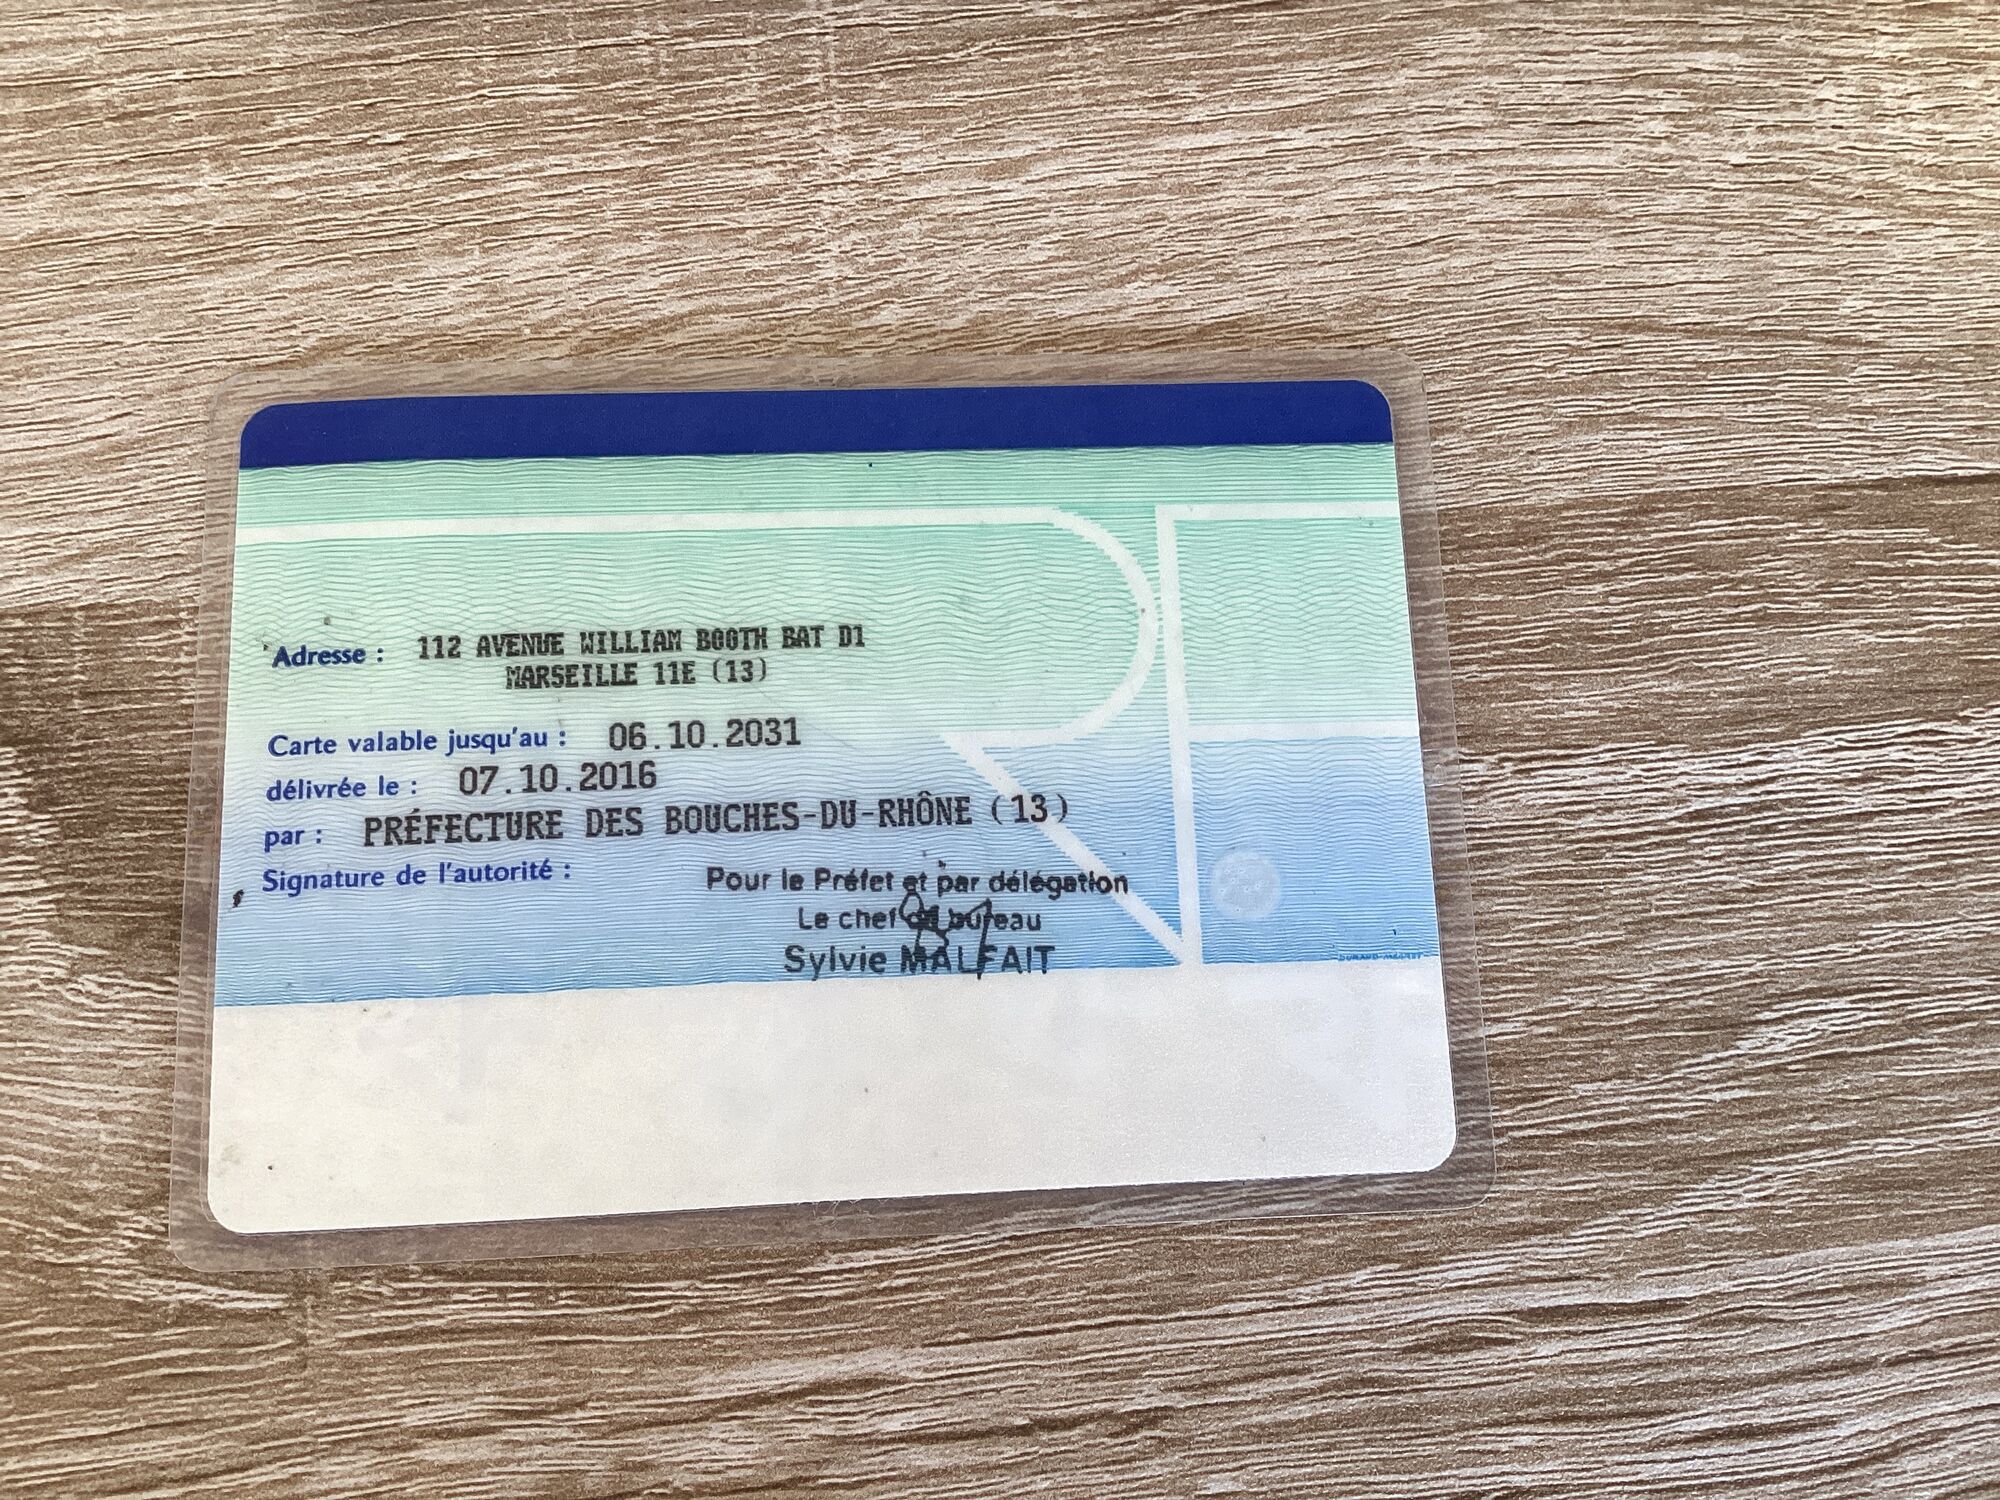 Adresse : 112 AVENUE WILLIAM BOOTH BAT D1
MARSEILLE 11E (13)
Carte valable jusqu'au : 06.10.2031
délivrée le : 07.10.2016
par : PRÉFECTURE DES BOUCHES-DU-RHÔNE (13)
Signature de l'autorité :
Pour le Préfet et par délégation
Le chef de bureau
Sylvie MALFAIT